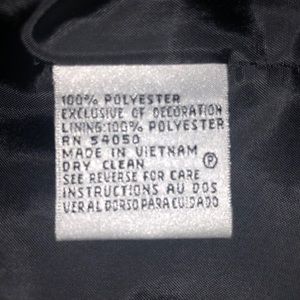 100% POLYESTER
EXCLUSIVE OF DECORATION
LINING:100% POLYESTER
RN 54050
MADE IN VIETNAM
DRY CLEAN Ⓟ
SEE REVERSE FOR CARE
INSTRUCTIONS AU DOS
VER AL DORSO PARA CUIDADO